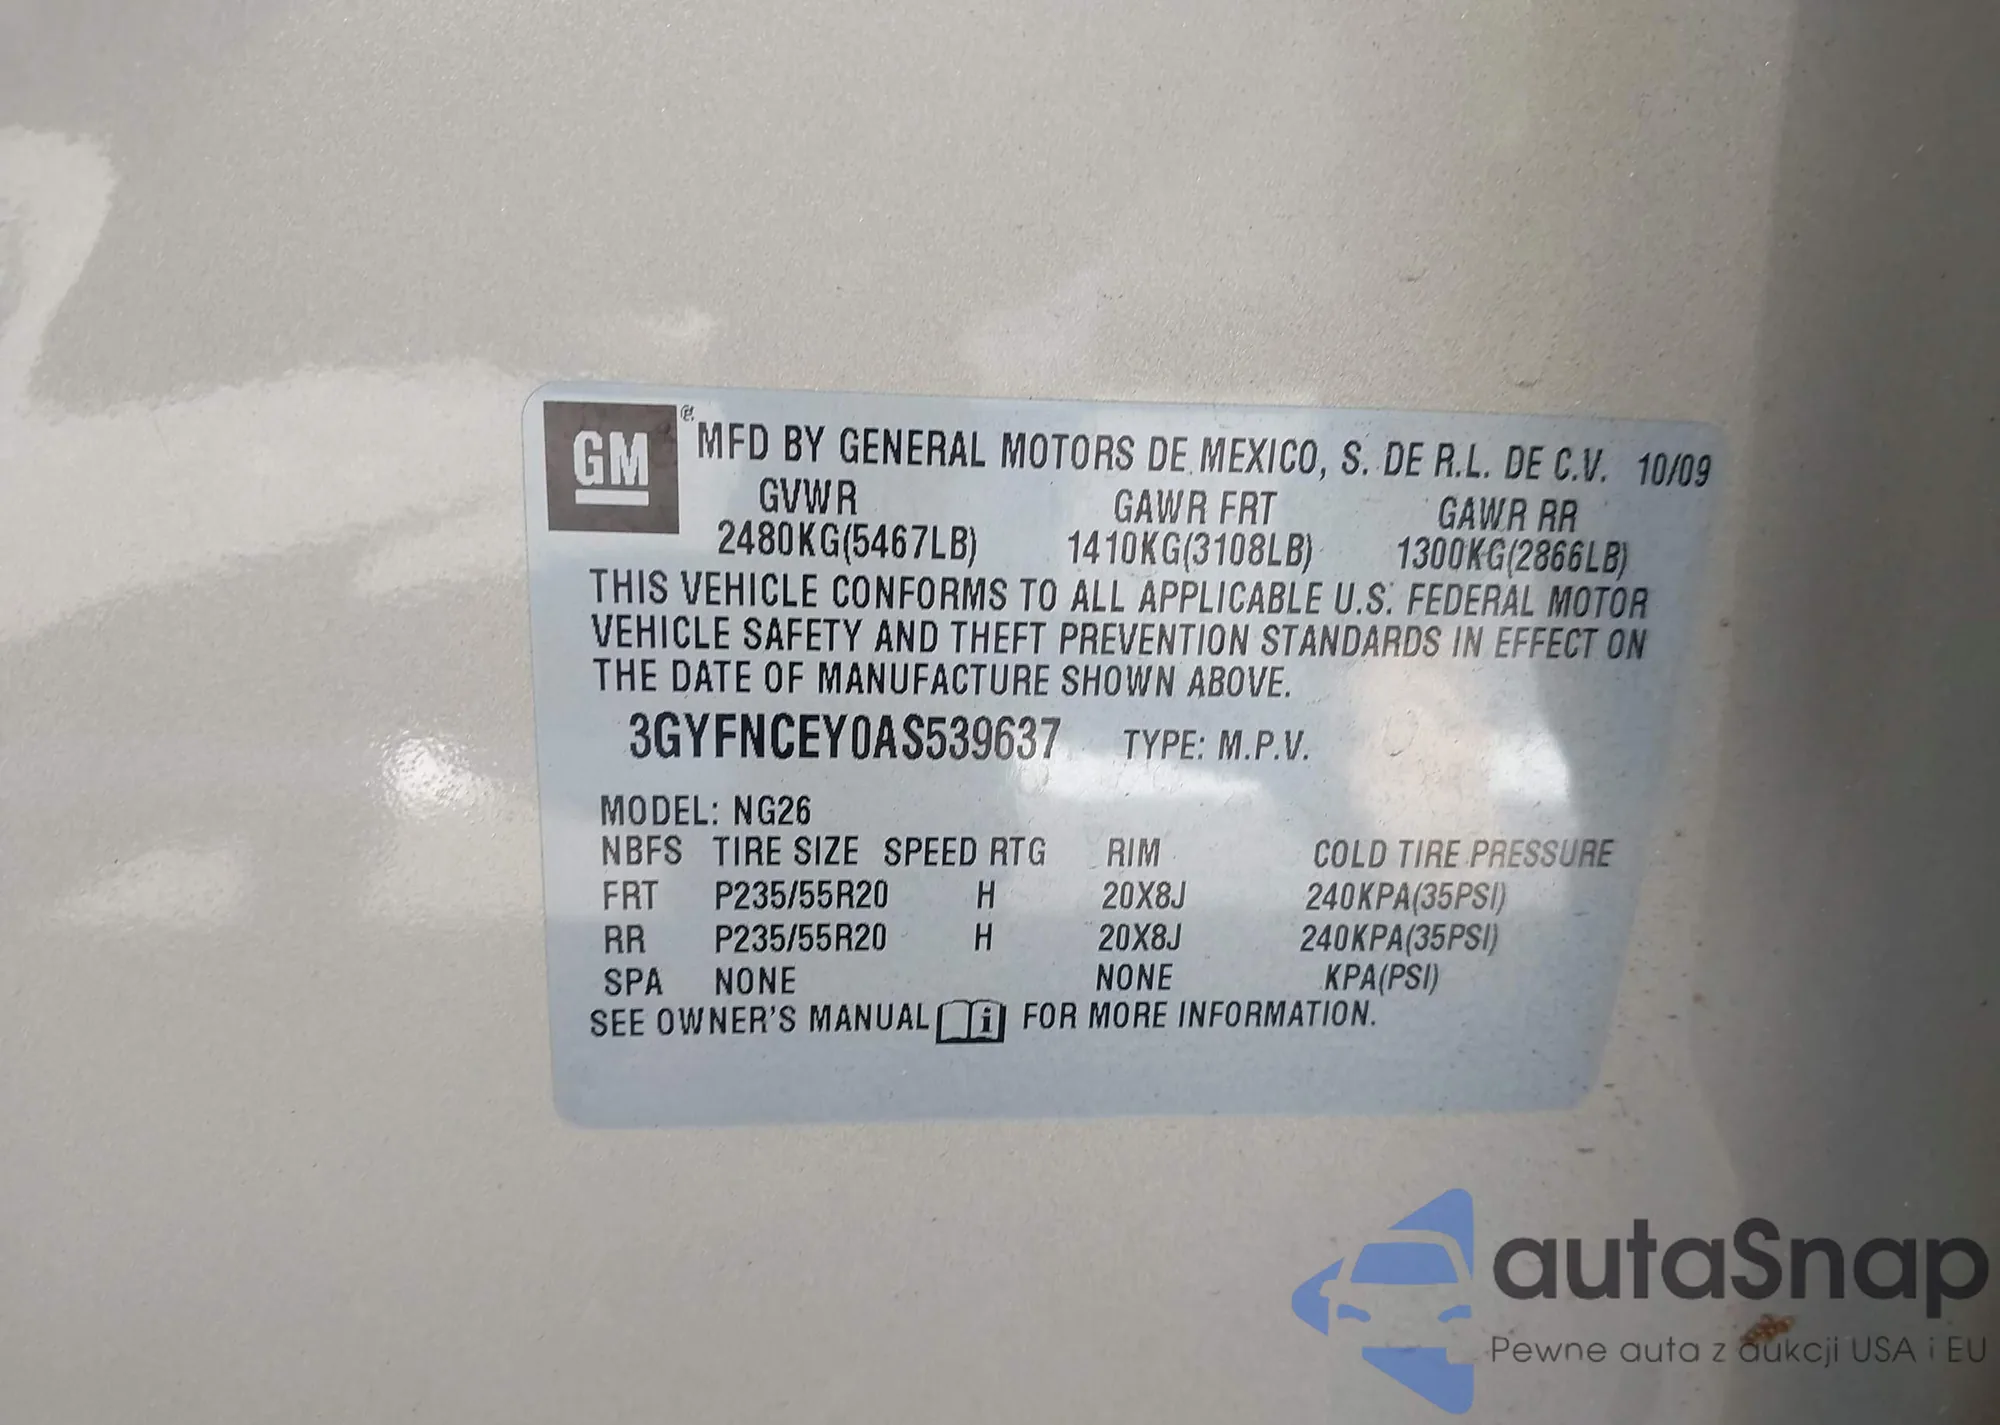 GM
MFD BY GENERAL MOTORS DE MEXICO, S. DE R.L. DE C.V. 10/09
GVWR GAWR FRT GAWR RR
2480KG(5467LB) 1410KG(3108LB) 1300KG(2866LB)
THIS VEHICLE CONFORMS TO ALL APPLICABLE U.S. FEDERAL MOTOR
VEHICLE SAFETY AND THEFT PREVENTION STANDARDS IN EFFECT ON
THE DATE OF MANUFACTURE SHOWN ABOVE.
3GYFNCEY0AS539637 TYPE: M.P.V.
MODEL: NG26
NBFS TIRE SIZE SPEED RTG RIM COLD TIRE PRESSURE
FRT P235/55R20 H 20X8J 240KPA(35PSI)
RR P235/55R20 H 20X8J 240KPA(35PSI)
SPA NONE NONE KPA(PSI)
SEE OWNER'S MANUAL i FOR MORE INFORMATION.
autaSnap
Pewne auta z aukcji USA i EU